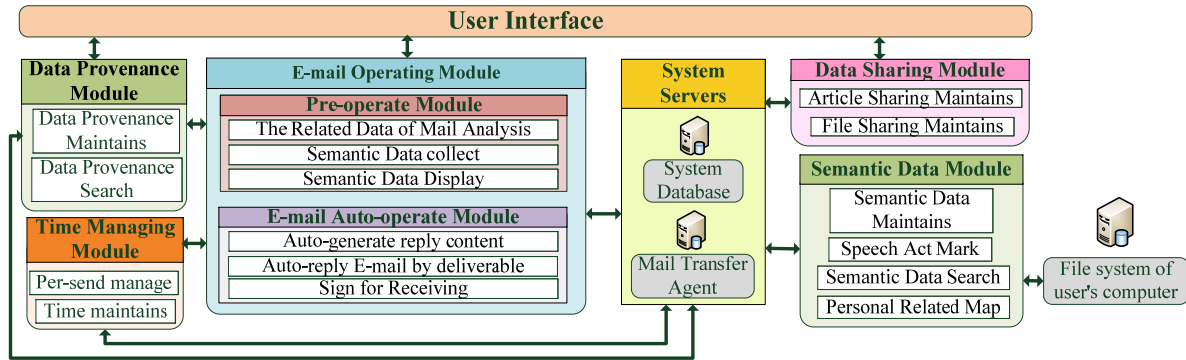 User Interface
Data Provenance
Module
Data Provenance
Maintains
Data Provenance
Search
Time Managing
Module
Per-send manage
Time maintains
E-mail Operating Module
Pre-operate Module
The Related Data of Mail Analysis
Semantic Data collect
Semantic Data Display
E-mail Auto-operate Module
Auto-generate reply content
Auto-reply E-mail by deliverable
Sign for Receiving
System
Servers
System
Database
Mail Transfer
Agent
Data Sharing Module
Article Sharing Maintains
File Sharing Maintains
Semantic Data Module
Semantic Data
Maintains
Speech Act Mark
Semantic Data Search
Personal Related Map
File system of
user's computer